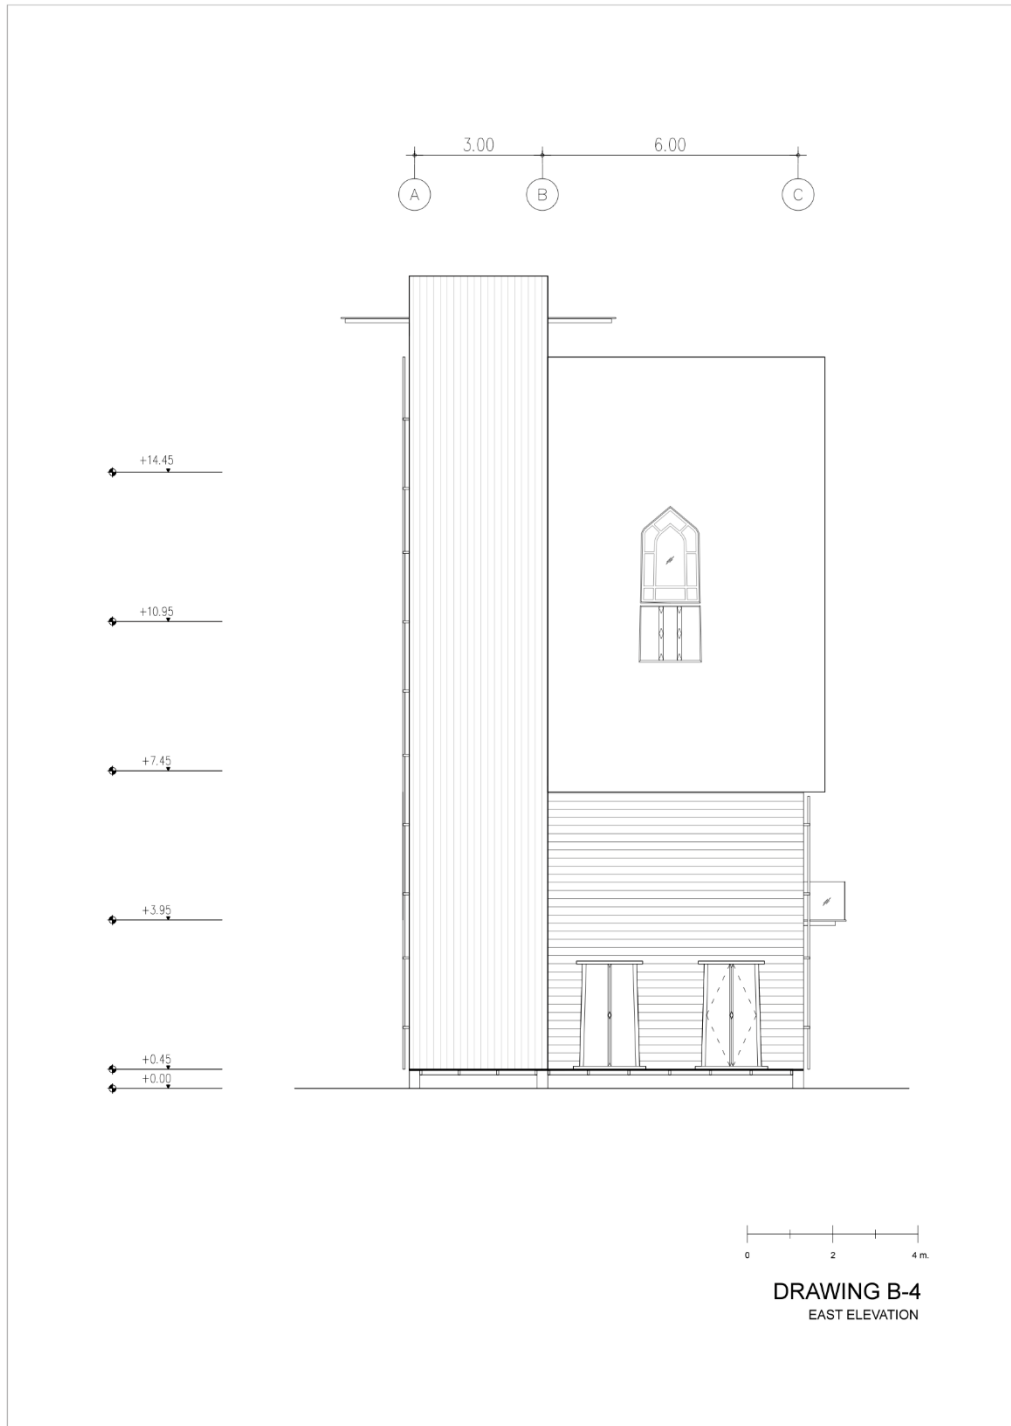 3.00 6.00
A B C
+14.45
+10.95
+7.45
+3.95
+0.45
+0.00
0 2 4 m.
DRAWING B-4
EAST ELEVATION